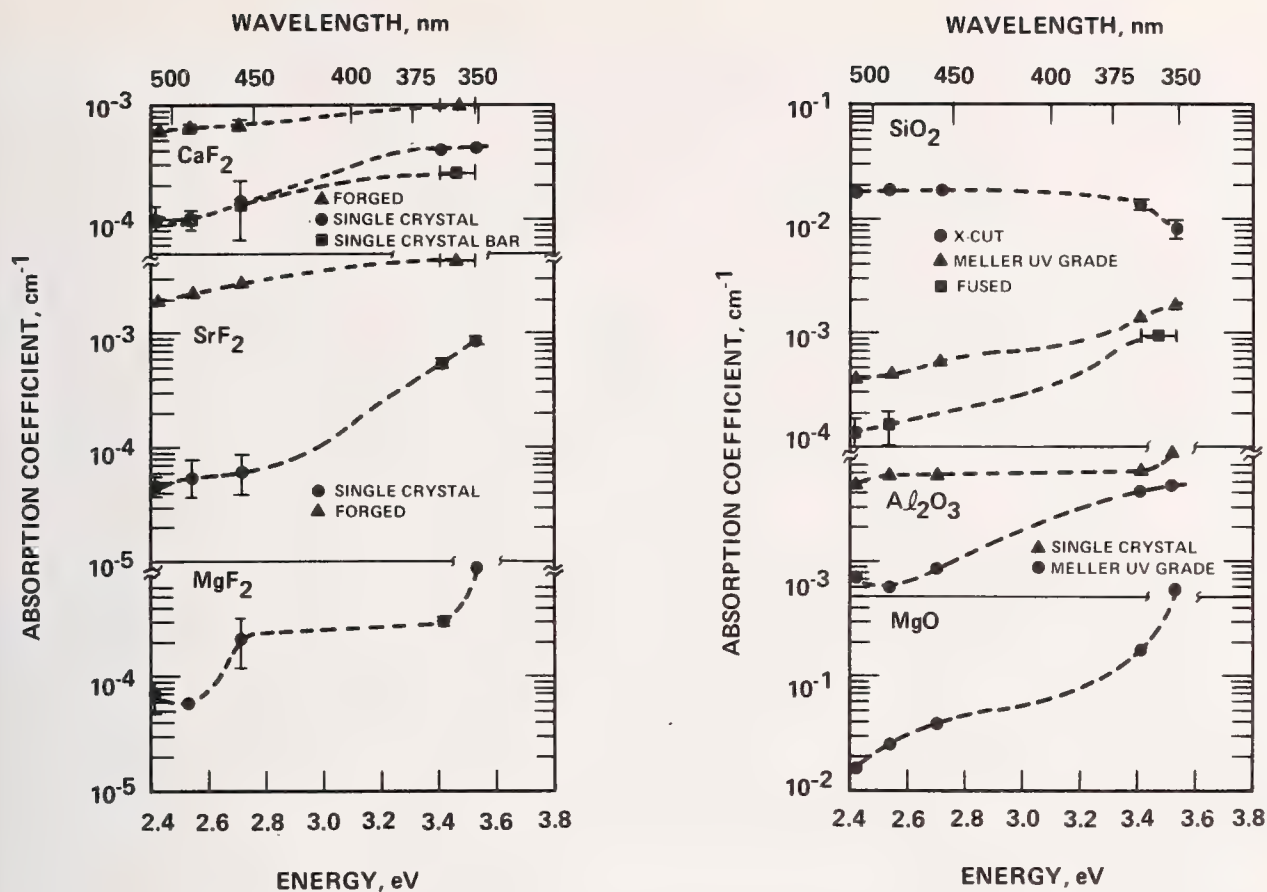 WAVELENGTH, nm
500 450 400 375 350
ABSORPTION COEFFICIENT, cm-1
10-3
CaF2
▲ FORGED
● SINGLE CRYSTAL
■ SINGLE CRYSTAL BAR
10-4
SrF2
10-3
10-4
● SINGLE CRYSTAL
▲ FORGED
10-5
MgF2
10-4
10-5
2.4 2.6 2.8 3.0 3.2 3.4 3.6 3.8
ENERGY, eV
WAVELENGTH, nm
500 450 400 375 350
ABSORPTION COEFFICIENT, cm-1
10-1
SiO2
10-2
● X-CUT
▲ MELLER UV GRADE
■ FUSED
10-3
10-4
Aℓ2O3
▲ SINGLE CRYSTAL
● MELLER UV GRADE
10-3
MgO
10-1
10-2
2.4 2.6 2.8 3.0 3.2 3.4 3.6 3.8
ENERGY, eV